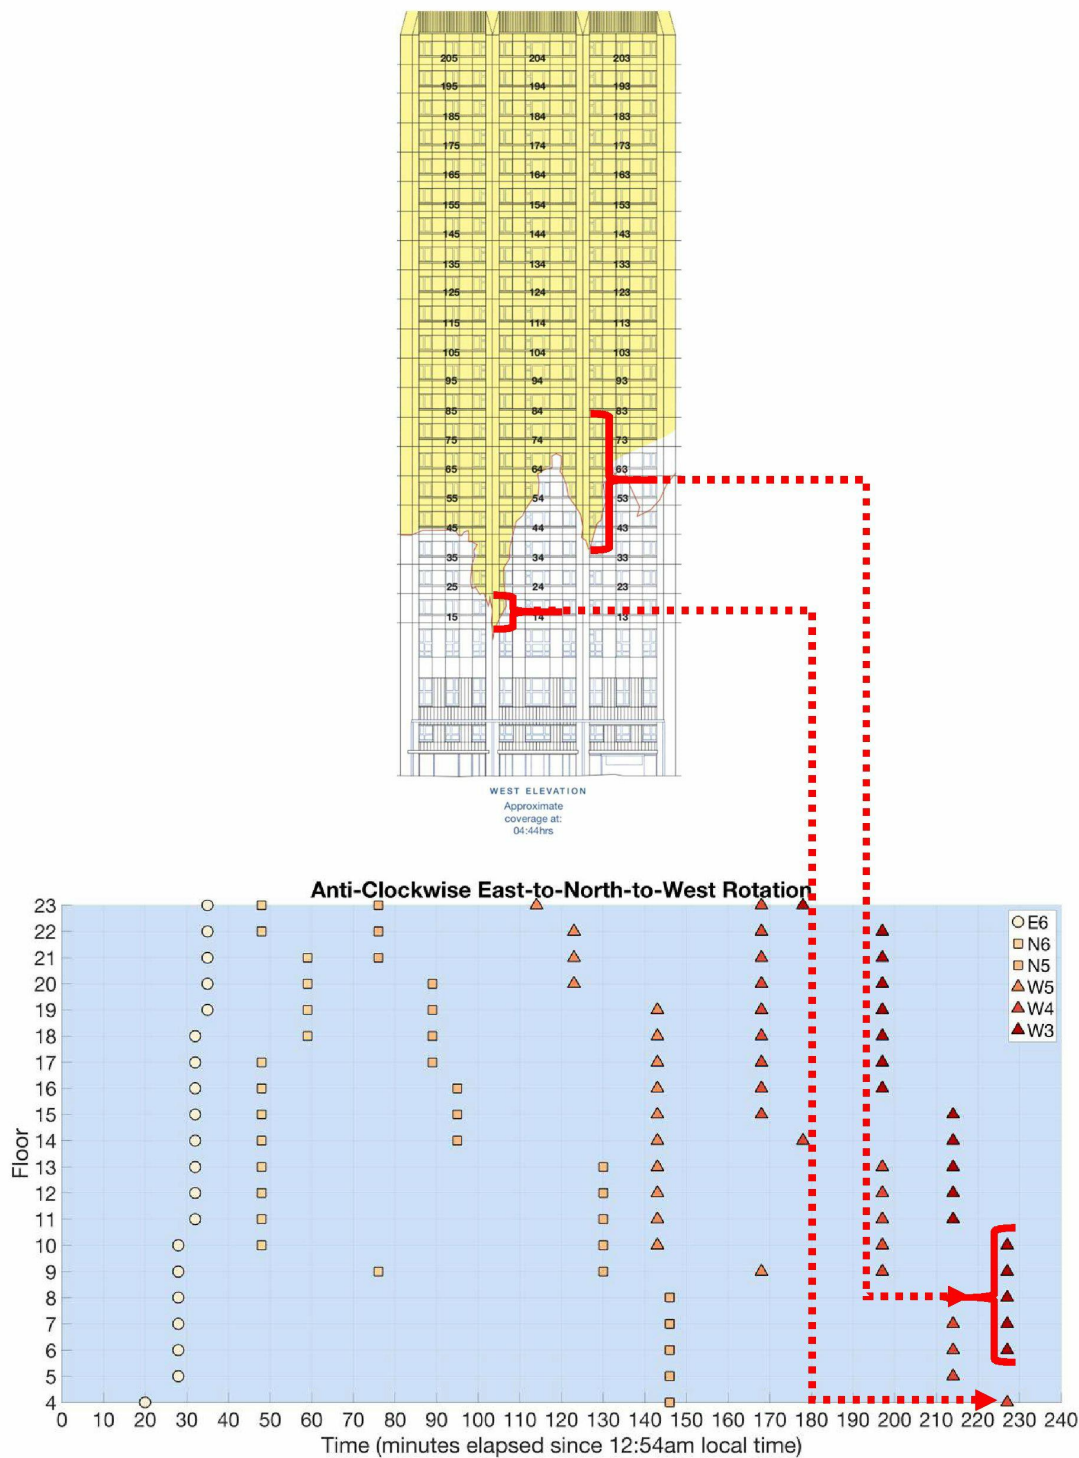 205 204 203
195 194 193
185 184 183
175 174 173
165 164 163
155 154 153
145 144 143
135 134 133
125 124 123
115 114 113
105 104 103
95 94 93
85 84 83
75 74 73
65 64 63
55 54 53
45 44 43
35 34 33
25 24 23
15 14 13
WEST ELEVATION
Approximate
coverage at:
04:44hrs
Anti-Clockwise East-to-North-to-West Rotation
23
22
21
20
19
18
17
16
15
14
13
12
11
10
9
8
7
6
5
4
Floor
E6
N6
N5
W5
W4
W3
0 10 20 30 40 50 60 70 80 90 100 110 120 130 140 150 160 170 180 190 200 210 220 230 240
Time (minutes elapsed since 12:54am local time)